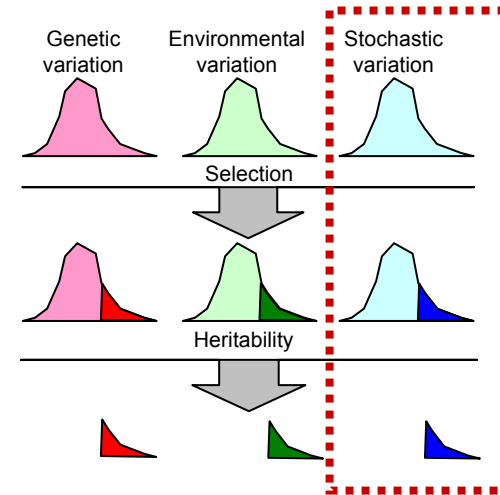 Genetic
variation
Environmental
variation
Stochastic
variation
Selection
Heritability